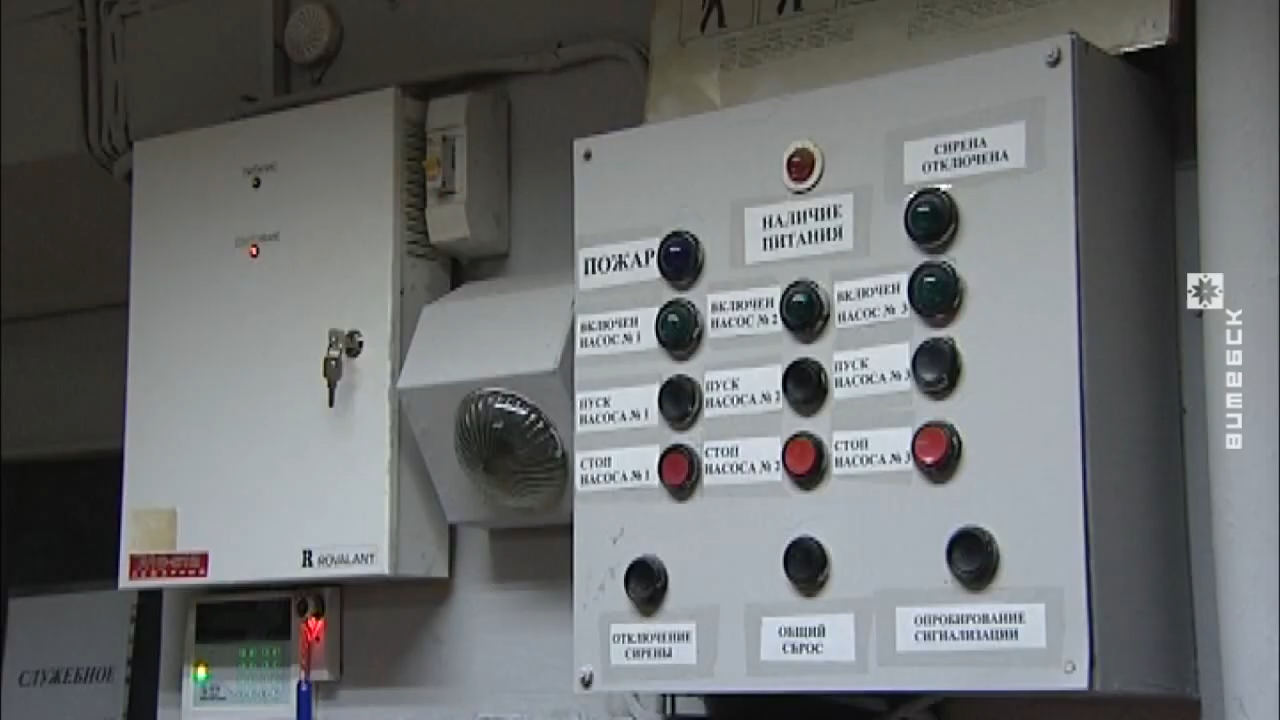 СИРЕНА
ОТКЛЮЧЕНА
НАЛИЧИЕ
ПИТАНИЯ
ПОЖАР
ВКЛЮЧЕН
НАСОС № 1
ВКЛЮЧЕН
НАСОС № 2
ВКЛЮЧЕН
НАСОС № 3
ПУСК
НАСОСА № 1
ПУСК
НАСОСА № 2
ПУСК
НАСОСА № 3
СТОП
НАСОСА № 1
СТОП
НАСОСА № 2
СТОП
НАСОСА № 3
R ROVALANT
ОТКЛЮЧЕНИЕ
СИРЕНЫ
ОБЩИЙ
СБРОС
ОПРОБИРОВАНИЕ
СИГНАЛИЗАЦИИ
СЛУЖЕБНОЕ
ВИТЕБСК